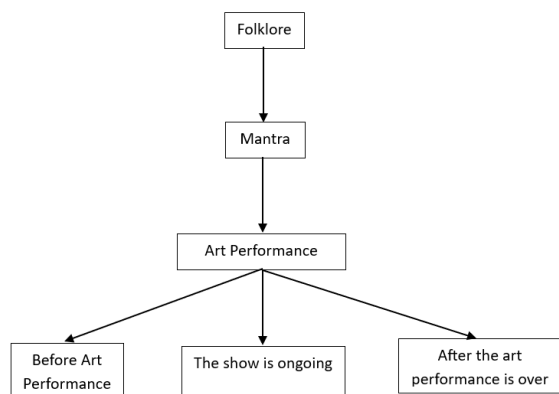 Folklore
Mantra
Art Performance
Before Art
Performance
The show is ongoing
After the art
performance is over